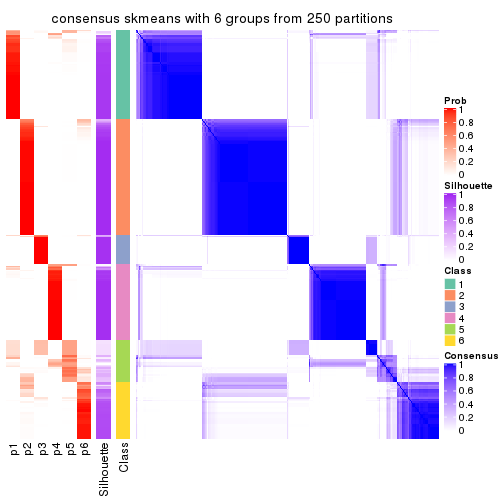 consensus skmeans with 6 groups from 250 partitions
Prob
1
0.8
0.6
0.4
0.2
0
Silhouette
1
0.8
0.6
0.4
0.2
0
Class
1
2
3
4
5
6
Consensus
1
0.8
0.6
0.4
0.2
0
p1
p2
p3
p4
p5
p6
Silhouette
Class